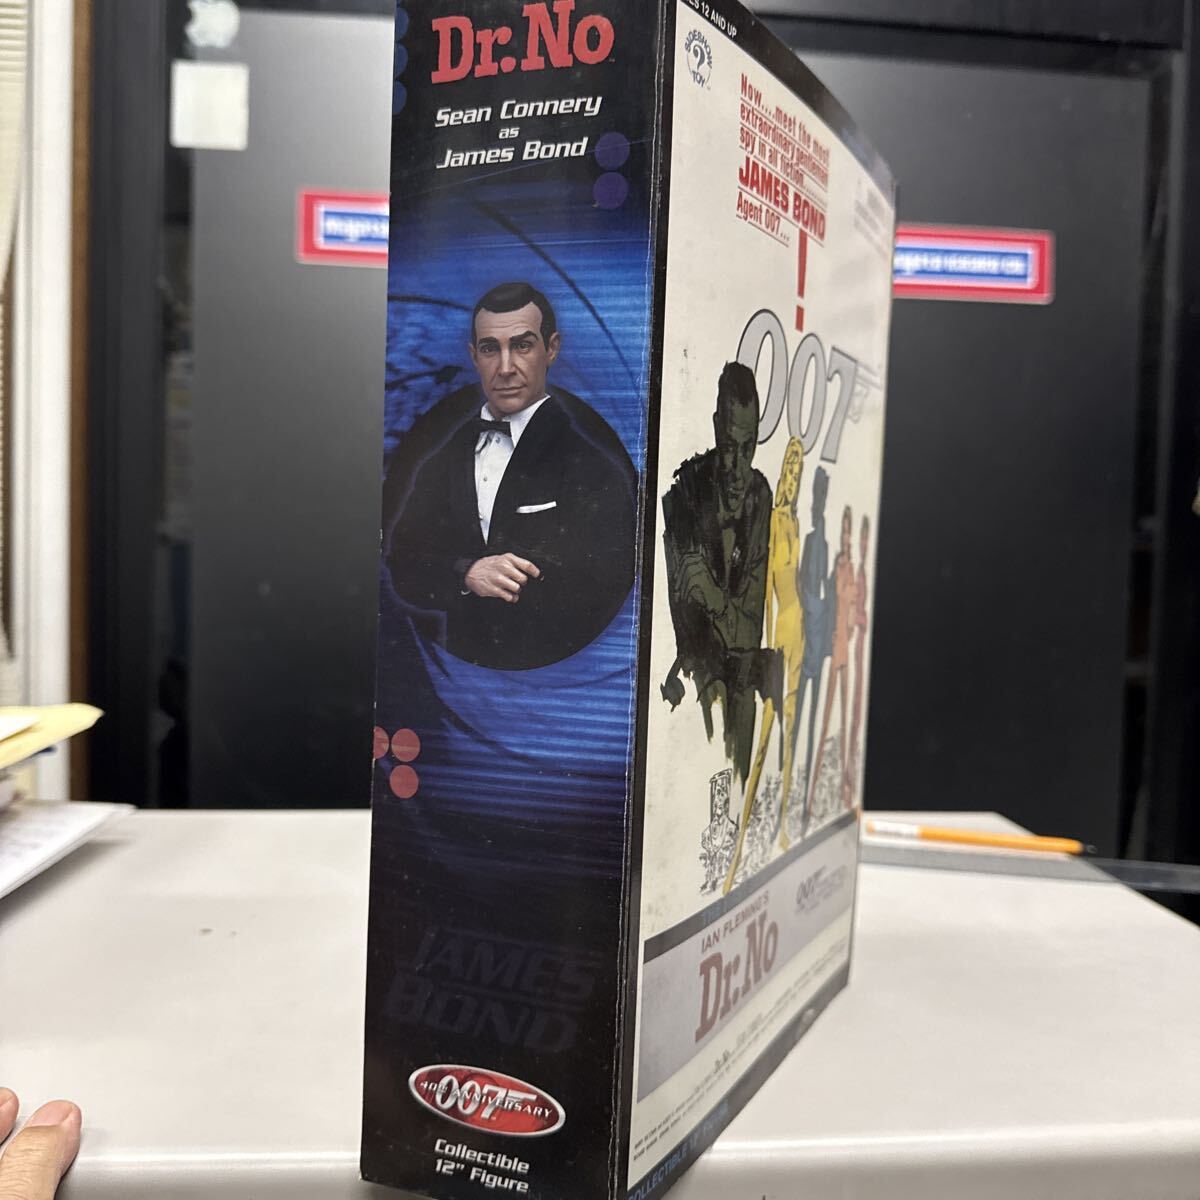 Dr. No
Sean Connery
as
James Bond
JAMES
BOND
40TH ANNIVERSARY
007
Collectible
12" Figure
12 AND UP
SIDESHOW
?
TOY
Now....meet the most
extraordinary gentleman
spy in all fiction.....
JAMES BOND
Agent 007...
!
007
IAN FLEMING'S
Dr. No
007
COLLECTIBLE 12" FIGURE